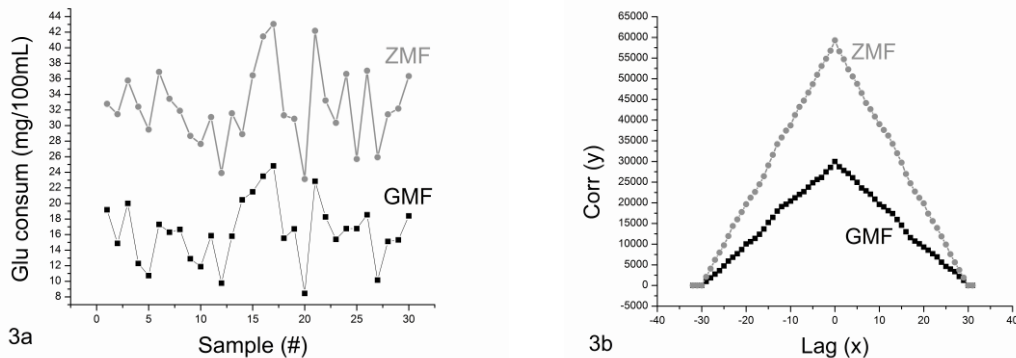 44
42
40
38
36
34
32
30
28
26
24
22
20
18
16
14
12
10
8
Glu consum (mg/100mL)
ZMF
GMF
0 5 10 15 20 25 30
Sample (#)
3a
65000
60000
55000
50000
45000
40000
35000
30000
25000
20000
15000
10000
5000
0
-5000
Corr (y)
ZMF
GMF
-40 -30 -20 -10 0 10 20 30 40
Lag (x)
3b